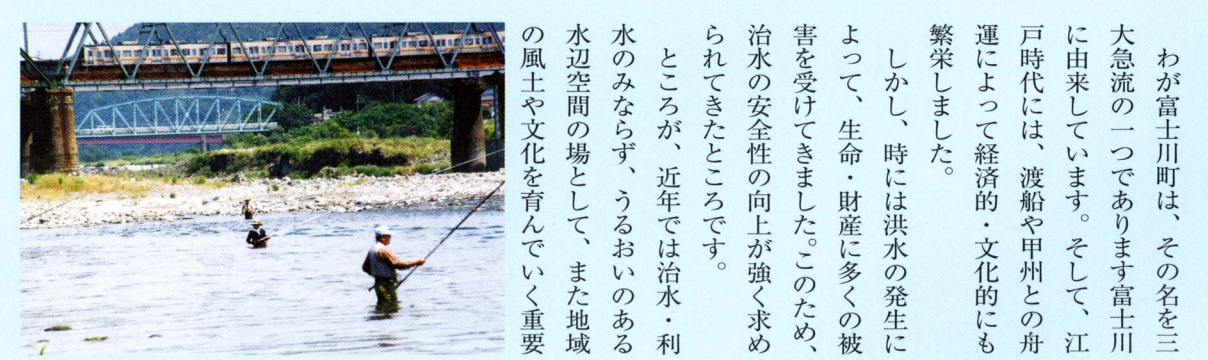 わが富士川町は、その名を三
大急流の一つであります富士川
に由来しています。そして、江
戸時代には、渡船や甲州との舟
運によって経済的・文化的にも
繁栄しました。
しかし、時には洪水の発生に
よって、生命・財産に多くの被
害を受けてきました。このため、
治水の安全性の向上が強く求め
られてきたところです。
ところが、近年では治水・利
水のみならず、うるおいのある
水辺空間の場として、また地域
の風土や文化を育んでいく重要